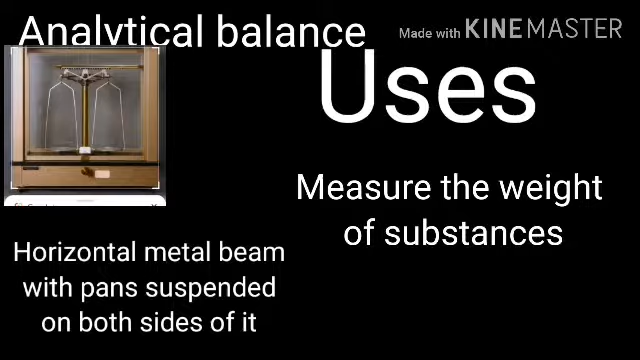 Analytical balance
Made with KINEMASTER
Uses
Measure the weight
of substances
Horizontal metal beam
with pans suspended
on both sides of it